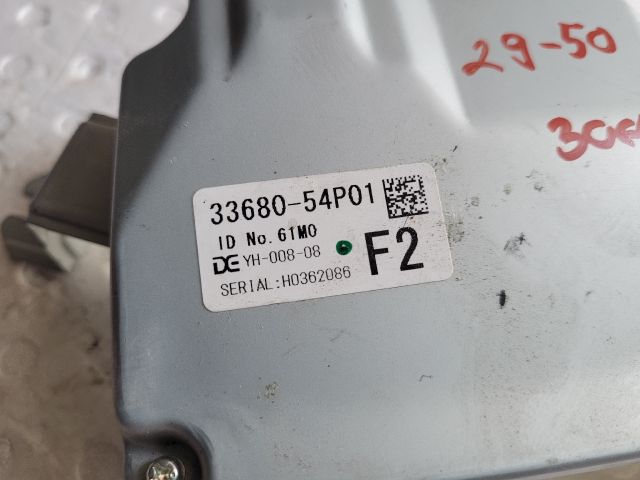 29-50
33680-54P01
ID No. 61M0
DE YH-008-08
F2
SERIAL:H0362086